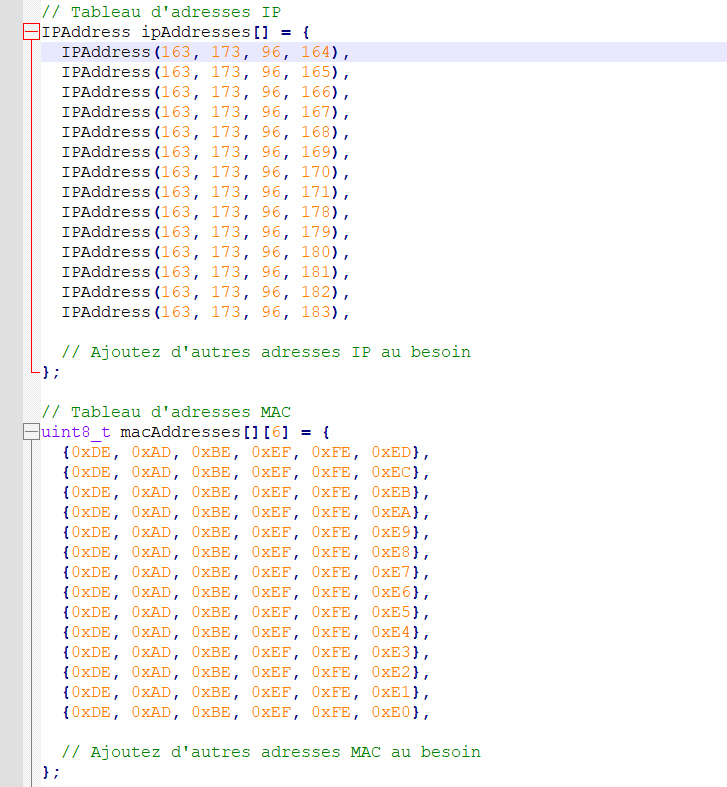 // Tableau d'adresses IP
IPAddress ipAddresses[] = {
IPAddress(163, 173, 96, 164),
IPAddress(163, 173, 96, 165),
IPAddress(163, 173, 96, 166),
IPAddress(163, 173, 96, 167),
IPAddress(163, 173, 96, 168),
IPAddress(163, 173, 96, 169),
IPAddress(163, 173, 96, 170),
IPAddress(163, 173, 96, 171),
IPAddress(163, 173, 96, 178),
IPAddress(163, 173, 96, 179),
IPAddress(163, 173, 96, 180),
IPAddress(163, 173, 96, 181),
IPAddress(163, 173, 96, 182),
IPAddress(163, 173, 96, 183),
// Ajoutez d'autres adresses IP au besoin
};
// Tableau d'adresses MAC
uint8_t macAddresses[][6] = {
{0xDE, 0xAD, 0xBE, 0xEF, 0xFE, 0xED},
{0xDE, 0xAD, 0xBE, 0xEF, 0xFE, 0xEC},
{0xDE, 0xAD, 0xBE, 0xEF, 0xFE, 0xEB},
{0xDE, 0xAD, 0xBE, 0xEF, 0xFE, 0xEA},
{0xDE, 0xAD, 0xBE, 0xEF, 0xFE, 0xE9},
{0xDE, 0xAD, 0xBE, 0xEF, 0xFE, 0xE8},
{0xDE, 0xAD, 0xBE, 0xEF, 0xFE, 0xE7},
{0xDE, 0xAD, 0xBE, 0xEF, 0xFE, 0xE6},
{0xDE, 0xAD, 0xBE, 0xEF, 0xFE, 0xE5},
{0xDE, 0xAD, 0xBE, 0xEF, 0xFE, 0xE4},
{0xDE, 0xAD, 0xBE, 0xEF, 0xFE, 0xE3},
{0xDE, 0xAD, 0xBE, 0xEF, 0xFE, 0xE2},
{0xDE, 0xAD, 0xBE, 0xEF, 0xFE, 0xE1},
{0xDE, 0xAD, 0xBE, 0xEF, 0xFE, 0xE0},
// Ajoutez d'autres adresses MAC au besoin
};